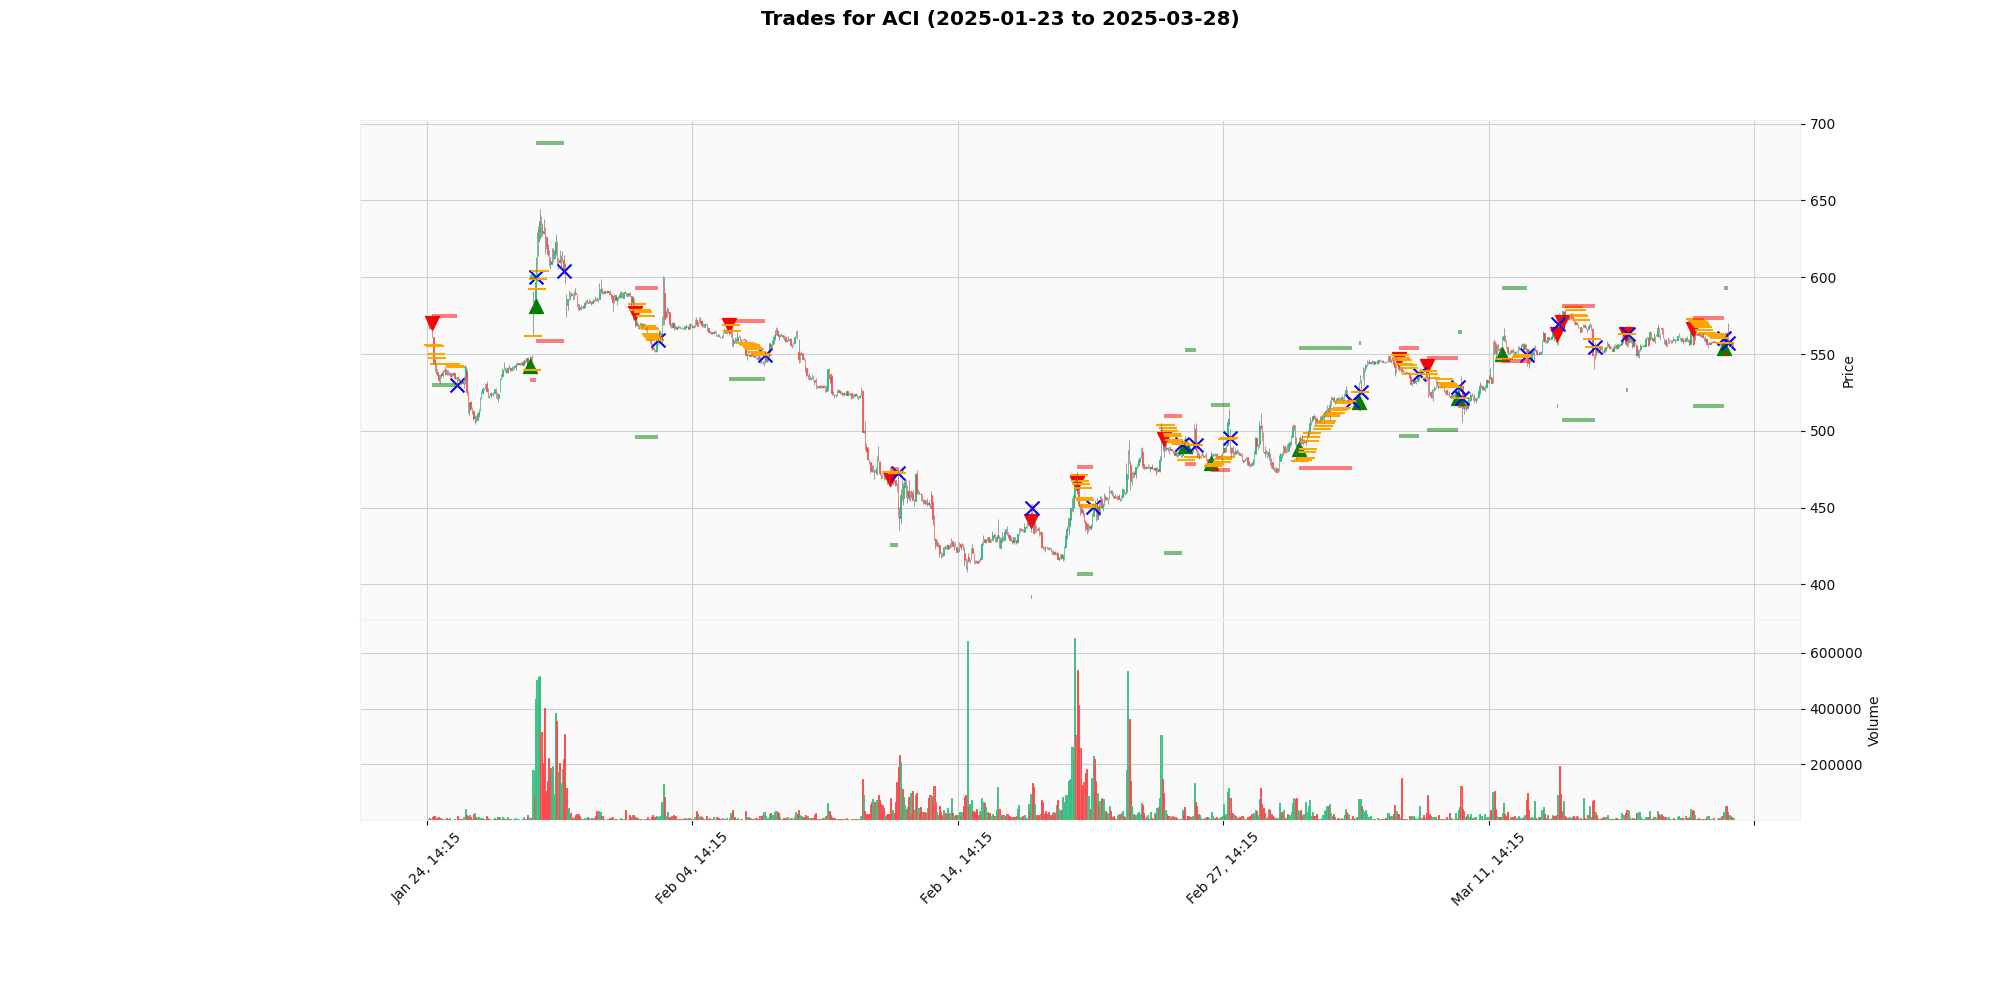 Trades for ACI (2025-01-23 to 2025-03-28)
700
650
600
550
500
450
400
Price
600000
400000
200000
Volume
Jan 24, 14:15
Feb 04, 14:15
Feb 14, 14:15
Feb 27, 14:15
Mar 11, 14:15